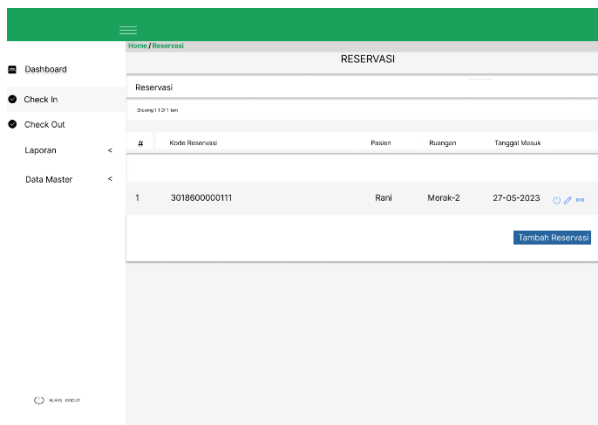 Home / Reservasi
RESERVASI
Dashboard
Check In
Check Out
Laporan <
Data Master <
Reservasi
# Kode Reservasi Pasien Ruangan Tanggal Masuk
1 3018600000111 Rani Merak-2 27-05-2023
Tambah Reservasi